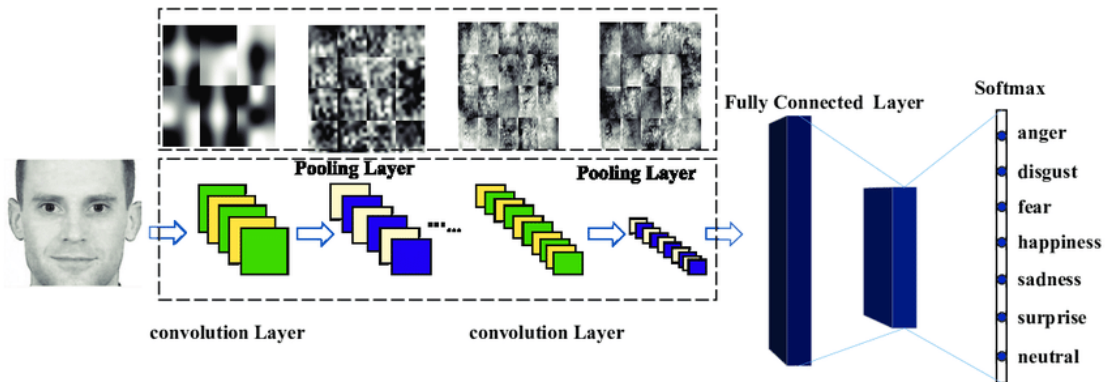 Pooling Layer
Pooling Layer
......
convolution Layer
convolution Layer
Fully Connected Layer
Softmax
anger
disgust
fear
happiness
sadness
surprise
neutral